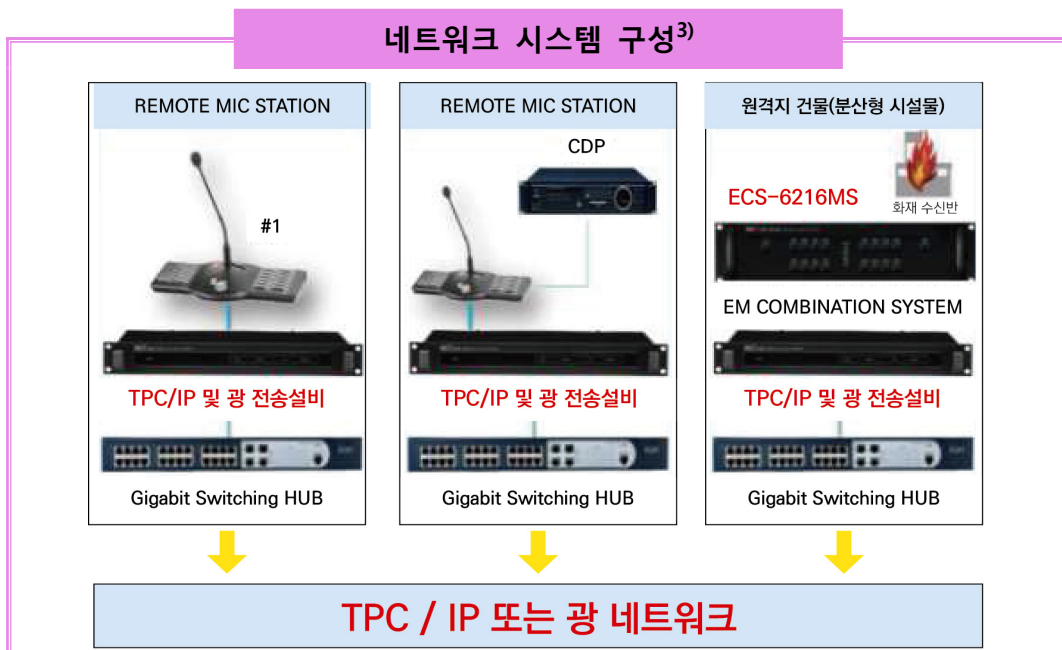 네트워크 시스템 구성3)
REMOTE MIC STATION
#1
TPC/IP 및 광 전송설비
Gigabit Switching HUB
REMOTE MIC STATION
CDP
TPC/IP 및 광 전송설비
Gigabit Switching HUB
원격지 건물(분산형 시설물)
ECS-6216MS
화재 수신반
EM COMBINATION SYSTEM
TPC/IP 및 광 전송설비
Gigabit Switching HUB
TPC / IP 또는 광 네트워크